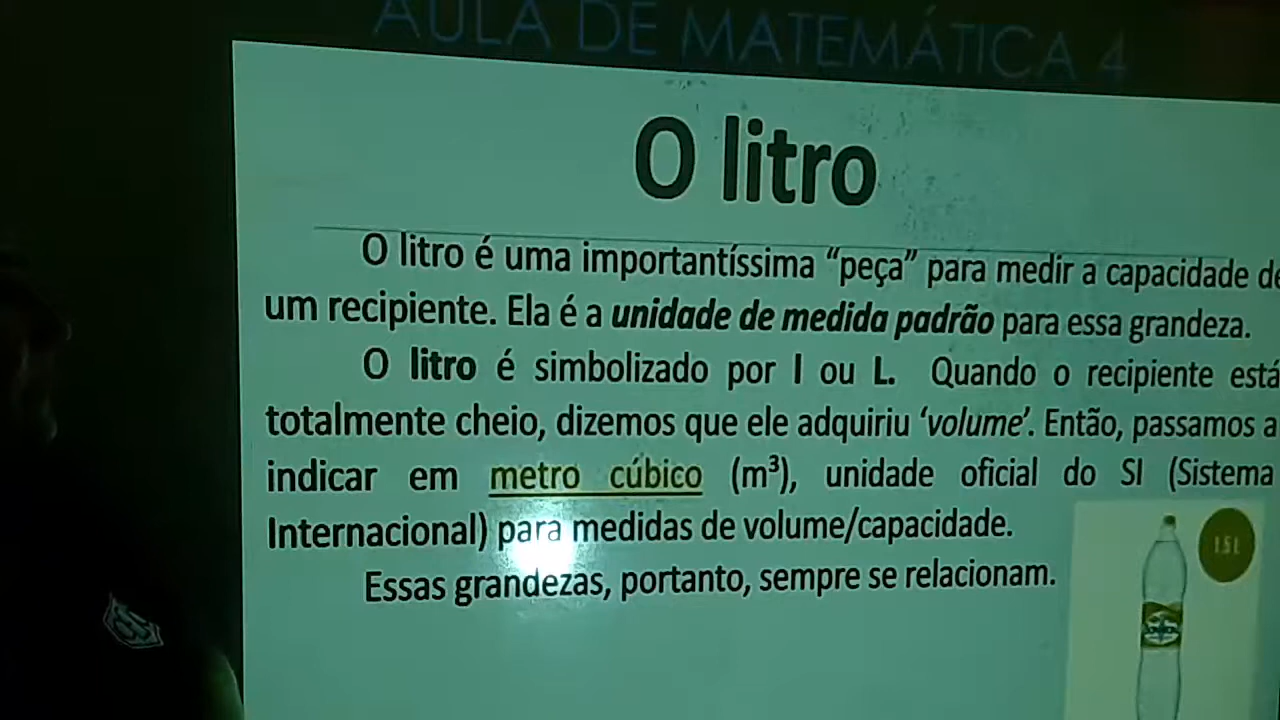 AULA DE MATEMÁTICA 4
O litro
O litro é uma importantíssima “peça” para medir a capacidade de
um recipiente. Ela é a unidade de medida padrão para essa grandeza.
O litro é simbolizado por l ou L. Quando o recipiente está
totalmente cheio, dizemos que ele adquiriu ‘volume’. Então, passamos a
indicar em metro cúbico (m³), unidade oficial do SI (Sistema
Internacional) para medidas de volume/capacidade.
1.5 L
Essas grandezas, portanto, sempre se relacionam.